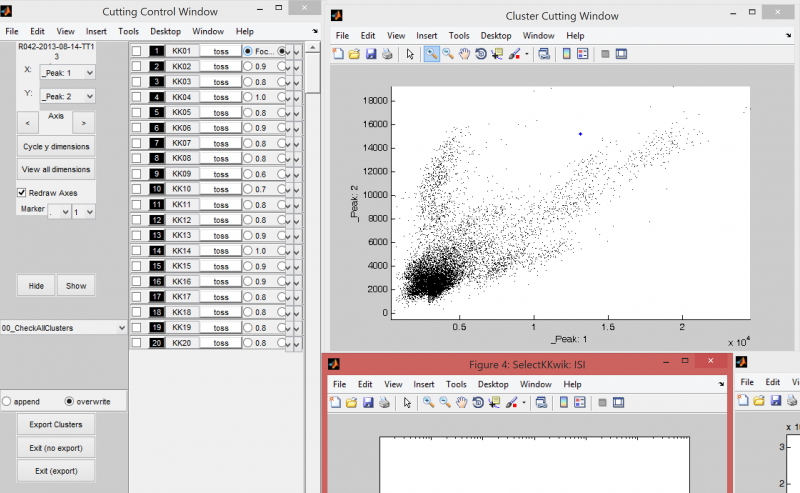 Cutting Control Window
File Edit View Insert Tools Desktop Window Help
R042-2013-08-14-TT1
3
X: _Peak: 1
Y: _Peak: 2
< Axis >
Cycle y dimensions
View all dimensions
Redraw Axes
Marker . 1
Hide Show
00_CheckAllClusters
append overwrite
Export Clusters
Exit (no export)
Exit (export)
1 KK01 toss Foc...
2 KK02 toss 0.9
3 KK03 toss 0.8
4 KK04 toss 1.0
5 KK05 toss 0.8
6 KK06 toss 0.9
7 KK07 toss 0.8
8 KK08 toss 0.8
9 KK09 toss 0.6
10 KK10 toss 0.7
11 KK11 toss 0.8
12 KK12 toss 0.8
13 KK13 toss 0.9
14 KK14 toss 1.0
15 KK15 toss 0.9
16 KK16 toss 0.9
17 KK17 toss 0.8
18 KK18 toss 0.8
19 KK19 toss 0.8
20 KK20 toss 0.8
Cluster Cutting Window
File Edit View Insert Tools Desktop Window Help
18000
16000
14000
12000
10000
8000
6000
4000
2000
0
_Peak: 2
0.5 1 1.5 2
_Peak: 1
x 10⁴
Figure 4: SelectKKwik: ISI
File Edit View Insert Tools Desktop Window Help
File Edit Vi
3
2